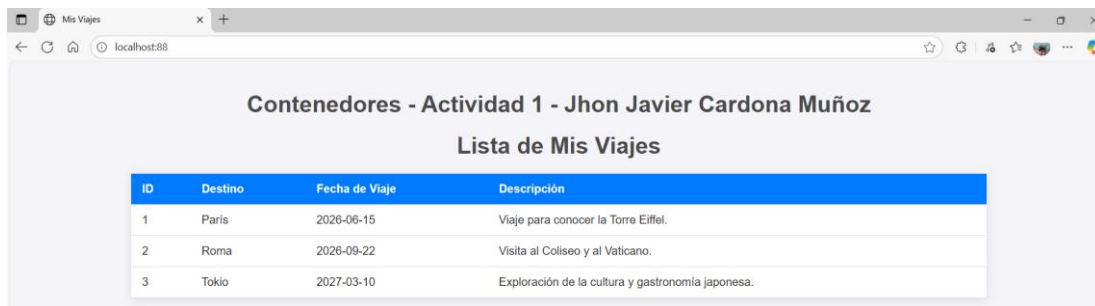 Mis Viajes
localhost:88
Contenedores - Actividad 1 - Jhon Javier Cardona Muñoz
Lista de Mis Viajes
ID Destino Fecha de Viaje Descripción
1 París 2026-06-15 Viaje para conocer la Torre Eiffel.
2 Roma 2026-09-22 Visita al Coliseo y al Vaticano.
3 Tokio 2027-03-10 Exploración de la cultura y gastronomía japonesa.